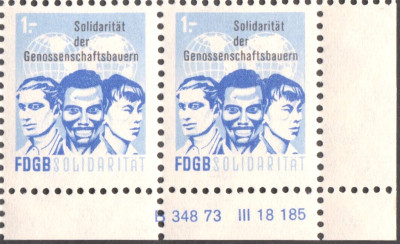 1.- Solidarität
der
Genossenschaftsbauern
FDGB SOLIDARITÄT
1.- Solidarität
der
Genossenschaftsbauern
FDGB SOLIDARITÄT
348 73 III 18 185